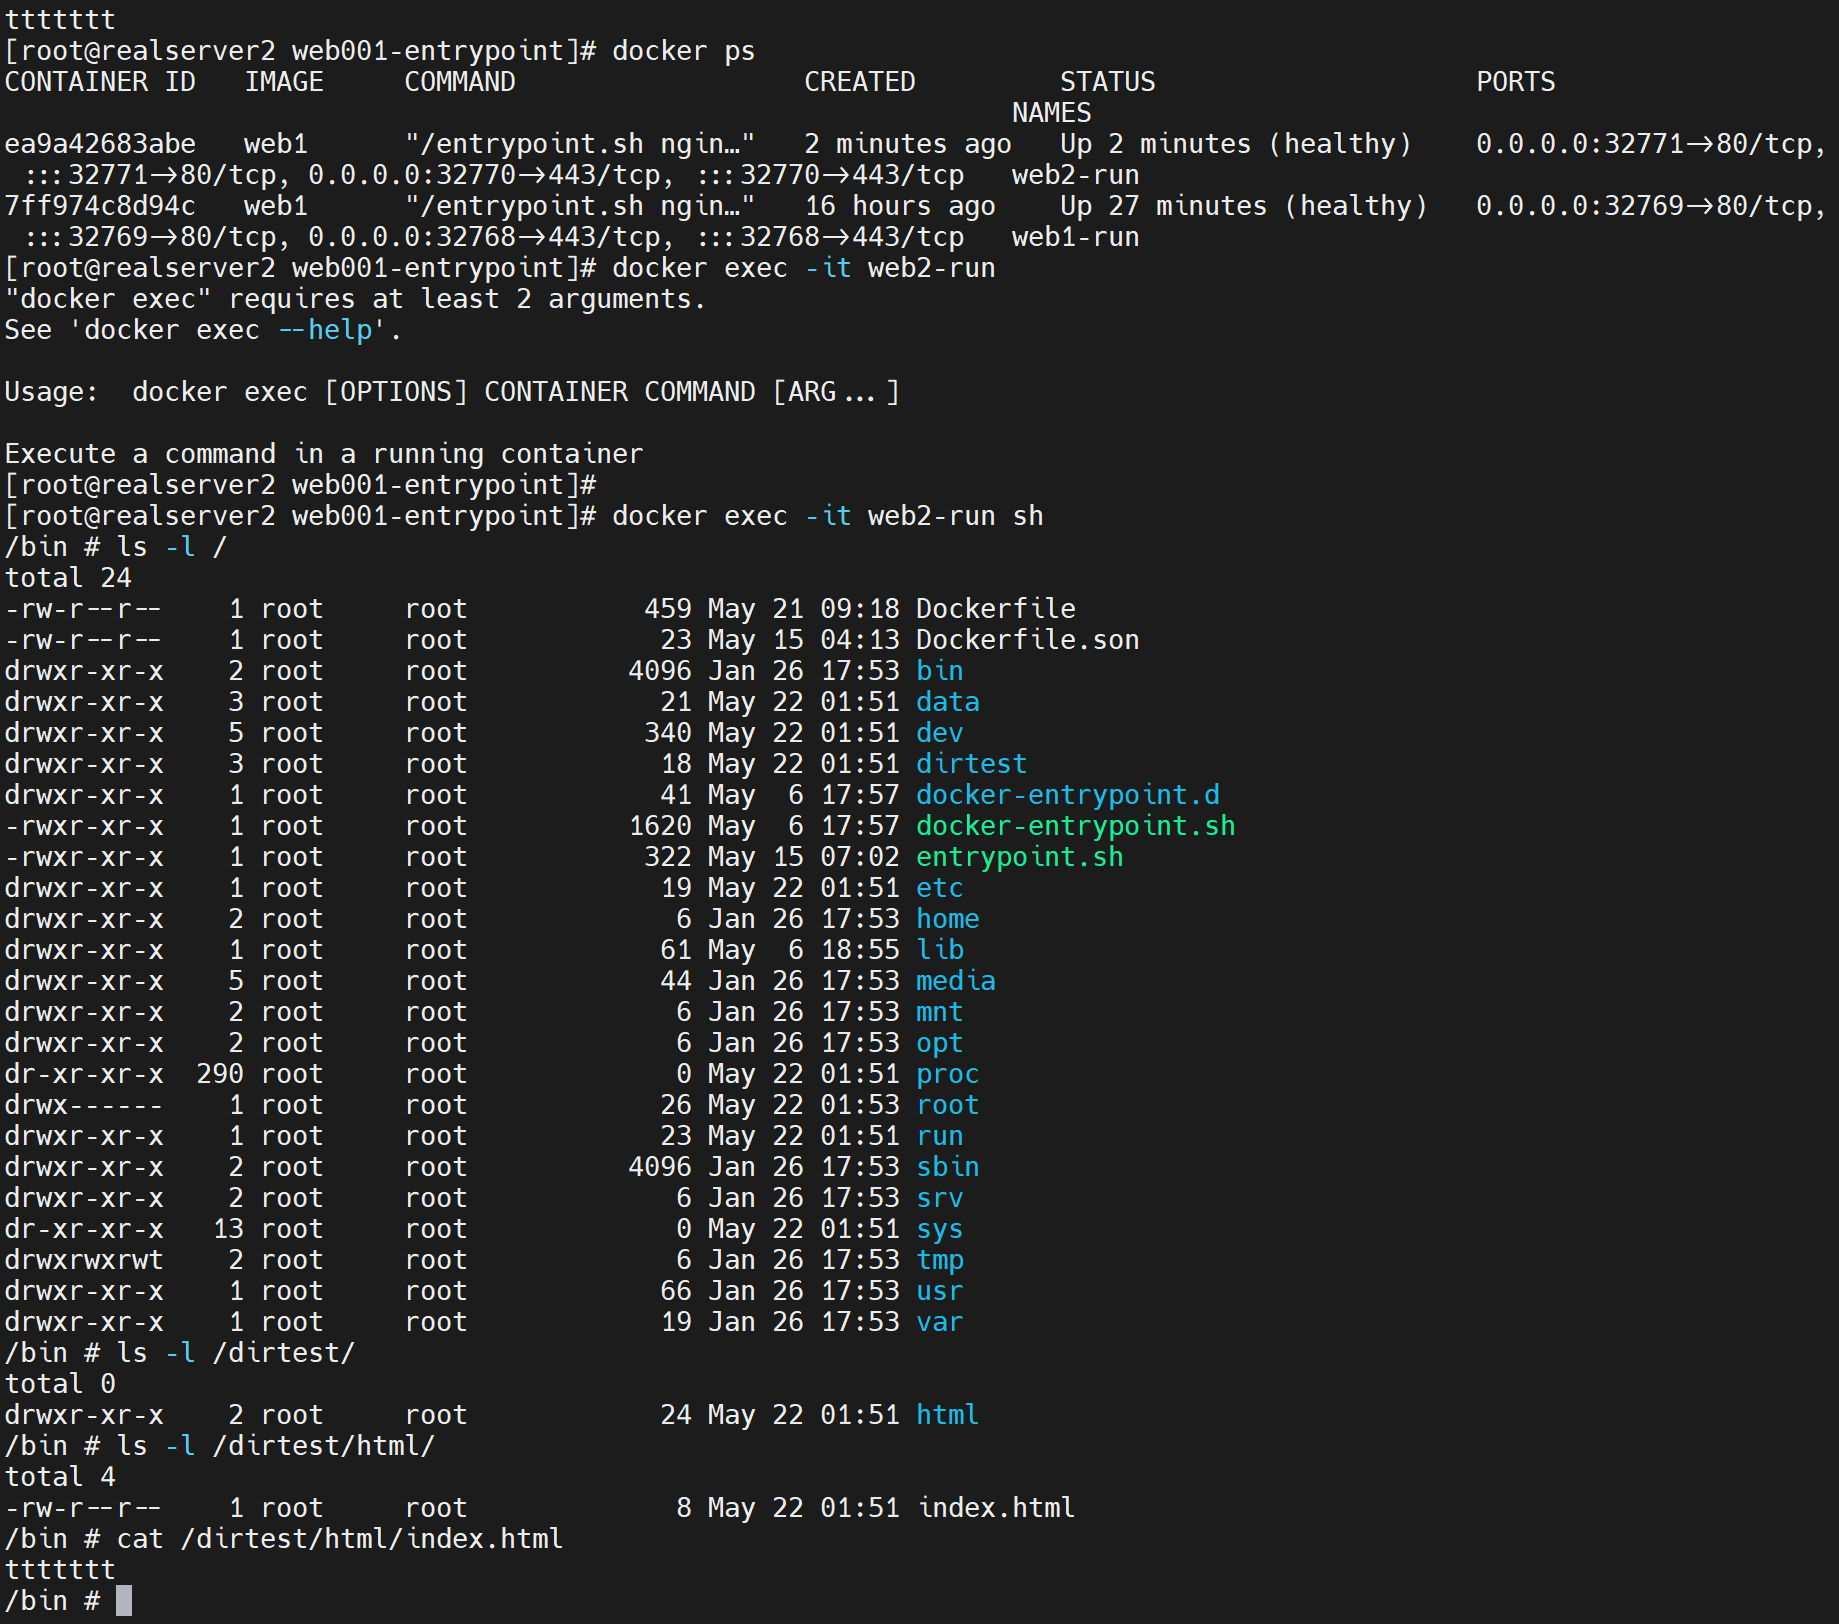 ttttttt
[root@realserver2 web001-entrypoint]# docker ps
CONTAINER ID   IMAGE     COMMAND                  CREATED         STATUS                    PORTS
                                                               NAMES
ea9a42683abe   web1      "/entrypoint.sh ngin…"   2 minutes ago   Up 2 minutes (healthy)    0.0.0.0:32771->80/tcp,
 :::32771->80/tcp, 0.0.0.0:32770->443/tcp, :::32770->443/tcp   web2-run
7ff974c8d94c   web1      "/entrypoint.sh ngin…"   16 hours ago    Up 27 minutes (healthy)   0.0.0.0:32769->80/tcp,
 :::32769->80/tcp, 0.0.0.0:32768->443/tcp, :::32768->443/tcp   web1-run
[root@realserver2 web001-entrypoint]# docker exec -it web2-run
"docker exec" requires at least 2 arguments.
See 'docker exec --help'.

Usage:  docker exec [OPTIONS] CONTAINER COMMAND [ARG...]

Execute a command in a running container
[root@realserver2 web001-entrypoint]#
[root@realserver2 web001-entrypoint]# docker exec -it web2-run sh
/bin # ls -l /
total 24
-rw-r--r--    1 root     root           459 May 21 09:18 Dockerfile
-rw-r--r--    1 root     root            23 May 15 04:13 Dockerfile.son
drwxr-xr-x    2 root     root          4096 Jan 26 17:53 bin
drwxr-xr-x    3 root     root            21 May 22 01:51 data
drwxr-xr-x    5 root     root           340 May 22 01:51 dev
drwxr-xr-x    3 root     root            18 May 22 01:51 dirtest
drwxr-xr-x    1 root     root            41 May  6 17:57 docker-entrypoint.d
-rwxr-xr-x    1 root     root          1620 May  6 17:57 docker-entrypoint.sh
-rwxr-xr-x    1 root     root           322 May 15 07:02 entrypoint.sh
drwxr-xr-x    1 root     root            19 May 22 01:51 etc
drwxr-xr-x    2 root     root             6 Jan 26 17:53 home
drwxr-xr-x    1 root     root            61 May  6 18:55 lib
drwxr-xr-x    5 root     root            44 Jan 26 17:53 media
drwxr-xr-x    2 root     root             6 Jan 26 17:53 mnt
drwxr-xr-x    2 root     root             6 Jan 26 17:53 opt
dr-xr-xr-x  290 root     root             0 May 22 01:51 proc
drwx------    1 root     root            26 May 22 01:53 root
drwxr-xr-x    1 root     root            23 May 22 01:51 run
drwxr-xr-x    2 root     root          4096 Jan 26 17:53 sbin
drwxr-xr-x    2 root     root             6 Jan 26 17:53 srv
dr-xr-xr-x   13 root     root             0 May 22 01:51 sys
drwxrwxrwt    2 root     root             6 Jan 26 17:53 tmp
drwxr-xr-x    1 root     root            66 Jan 26 17:53 usr
drwxr-xr-x    1 root     root            19 Jan 26 17:53 var
/bin # ls -l /dirtest/
total 0
drwxr-xr-x    2 root     root            24 May 22 01:51 html
/bin # ls -l /dirtest/html/
total 4
-rw-r--r--    1 root     root             8 May 22 01:51 index.html
/bin # cat /dirtest/html/index.html
ttttttt
/bin #